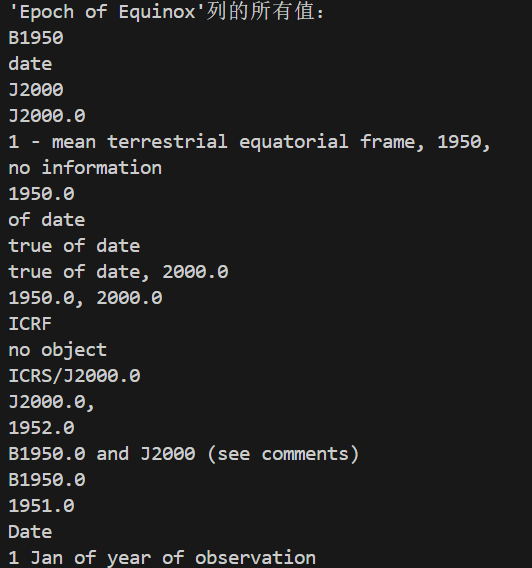 'Epoch of Equinox'列的所有值：
B1950
date
J2000
J2000.0
1 - mean terrestrial equatorial frame, 1950,
no information
1950.0
of date
true of date
true of date, 2000.0
1950.0, 2000.0
ICRF
no object
ICRS/J2000.0
J2000.0,
1952.0
B1950.0 and J2000 (see comments)
B1950.0
1951.0
Date
1 Jan of year of observation